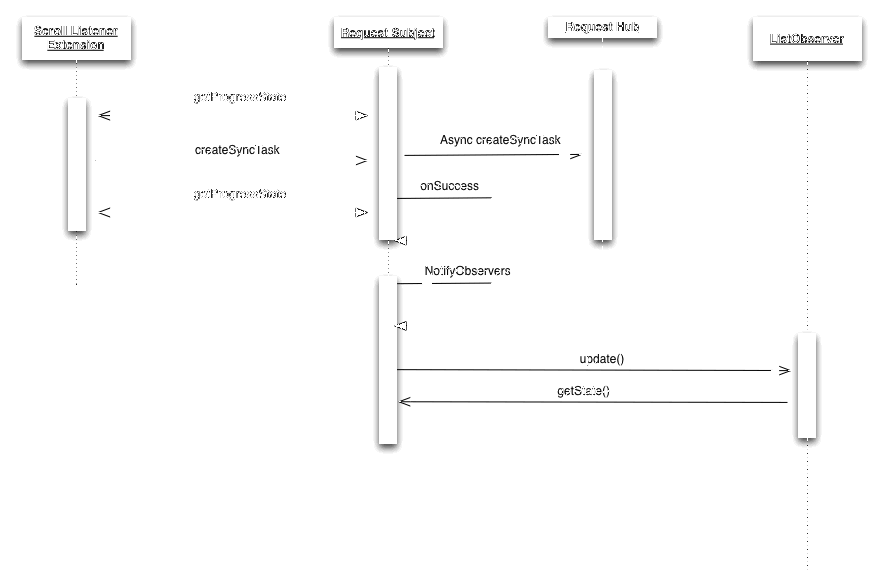 Scroll Listener
Extension
Request Subject
Request Hub
ListObserver
getProgressState
createSyncTask
Async createSyncTask
getProgressState
onSuccess
NotifyObservers
update()
getState()